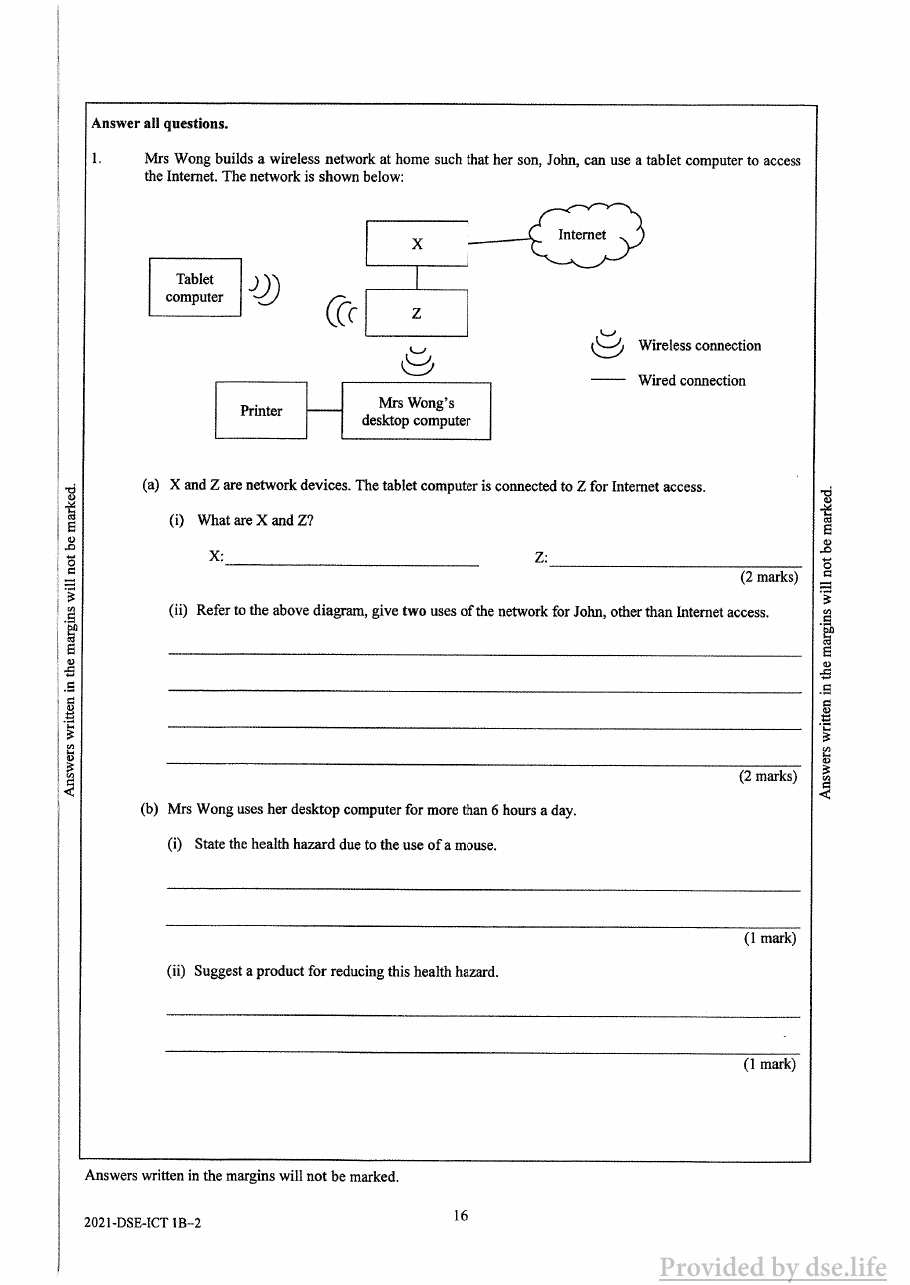 Answer all questions.
1. Mrs Wong builds a wireless network at home such that her son, John, can use a tablet computer to access
the Internet. The network is shown below:
Internet
X
Tablet
computer
Z
Wireless connection
Wired connection
Mrs Wong's
desktop computer
Printer
(a) X and Z are network devices. The tablet computer is connected to Z for Internet access.
(i) What are X and Z?
X: Z:
(2 marks)
(ii) Refer to the above diagram, give two uses of the network for John, other than Internet access.
(2 marks)
(b) Mrs Wong uses her desktop computer for more than 6 hours a day.
(i) State the health hazard due to the use of a mouse.
(1 mark)
(ii) Suggest a product for reducing this health hazard.
(1 mark)
Answers written in the margins will not be marked.
Answers written in the margins will not be marked.
Answers written in the margins will not be marked.
16
2021-DSE-ICT 1B–2
Provided by dse.life